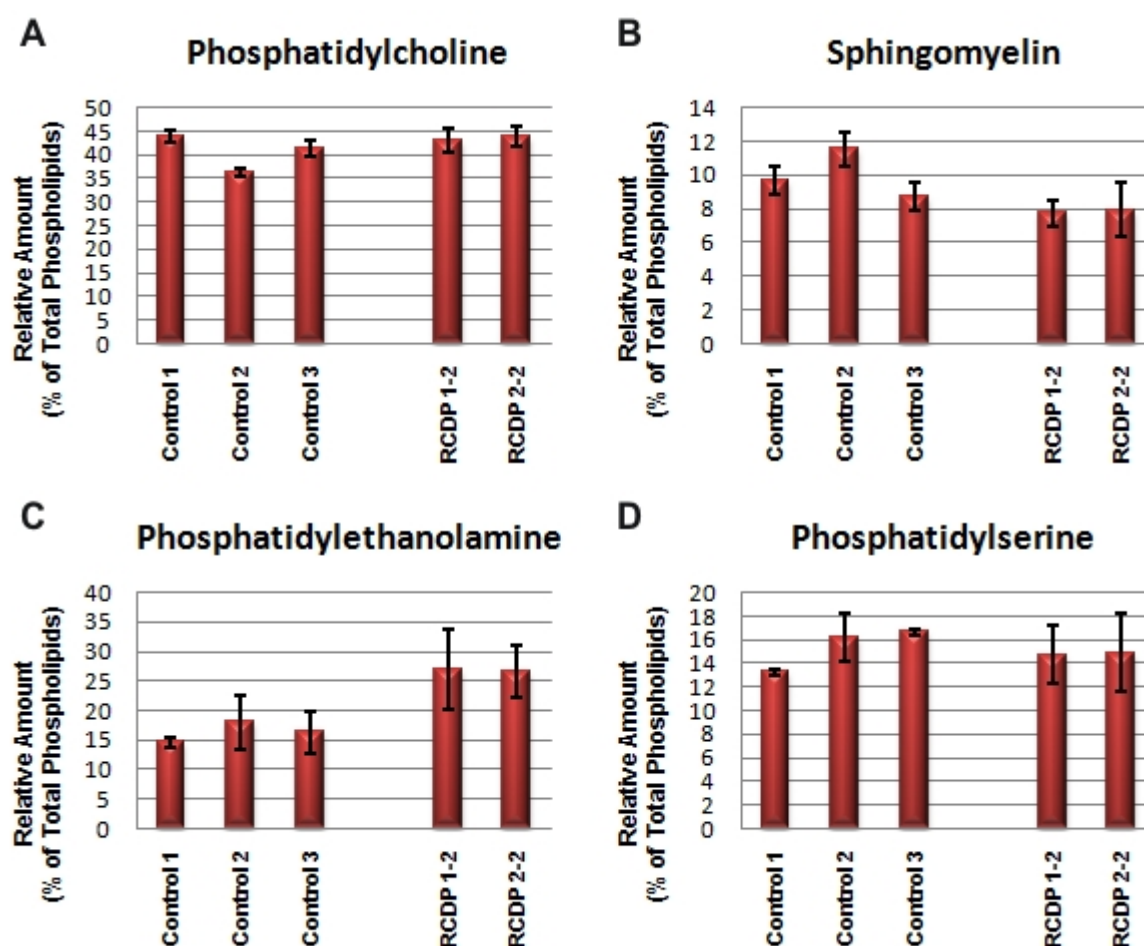 A
Phosphatidylcholine
Relative Amount
(% of Total Phospholipids)
50
45
40
35
30
25
20
15
10
5
0
Control 1
Control 2
Control 3
RCDP 1-2
RCDP 2-2
B
Sphingomyelin
Relative Amount
(% of Total Phospholipids)
14
12
10
8
6
4
2
0
Control 1
Control 2
Control 3
RCDP 1-2
RCDP 2-2
C
Phosphatidylethanolamine
Relative Amount
(% of Total Phospholipids)
40
35
30
25
20
15
10
5
0
Control 1
Control 2
Control 3
RCDP 1-2
RCDP 2-2
D
Phosphatidylserine
Relative Amount
(% of Total Phospholipids)
20
18
16
14
12
10
8
6
4
2
0
Control 1
Control 2
Control 3
RCDP 1-2
RCDP 2-2